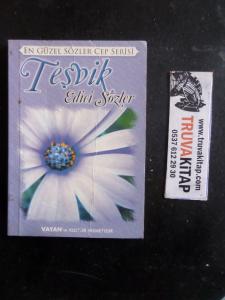 EN GÜZEL SÖZLER CEP SERİSİ
Teşvik
Edici Sözler
VATAN
www.truvakitap.com
TRUVAKİTAP
0537 612 29 30